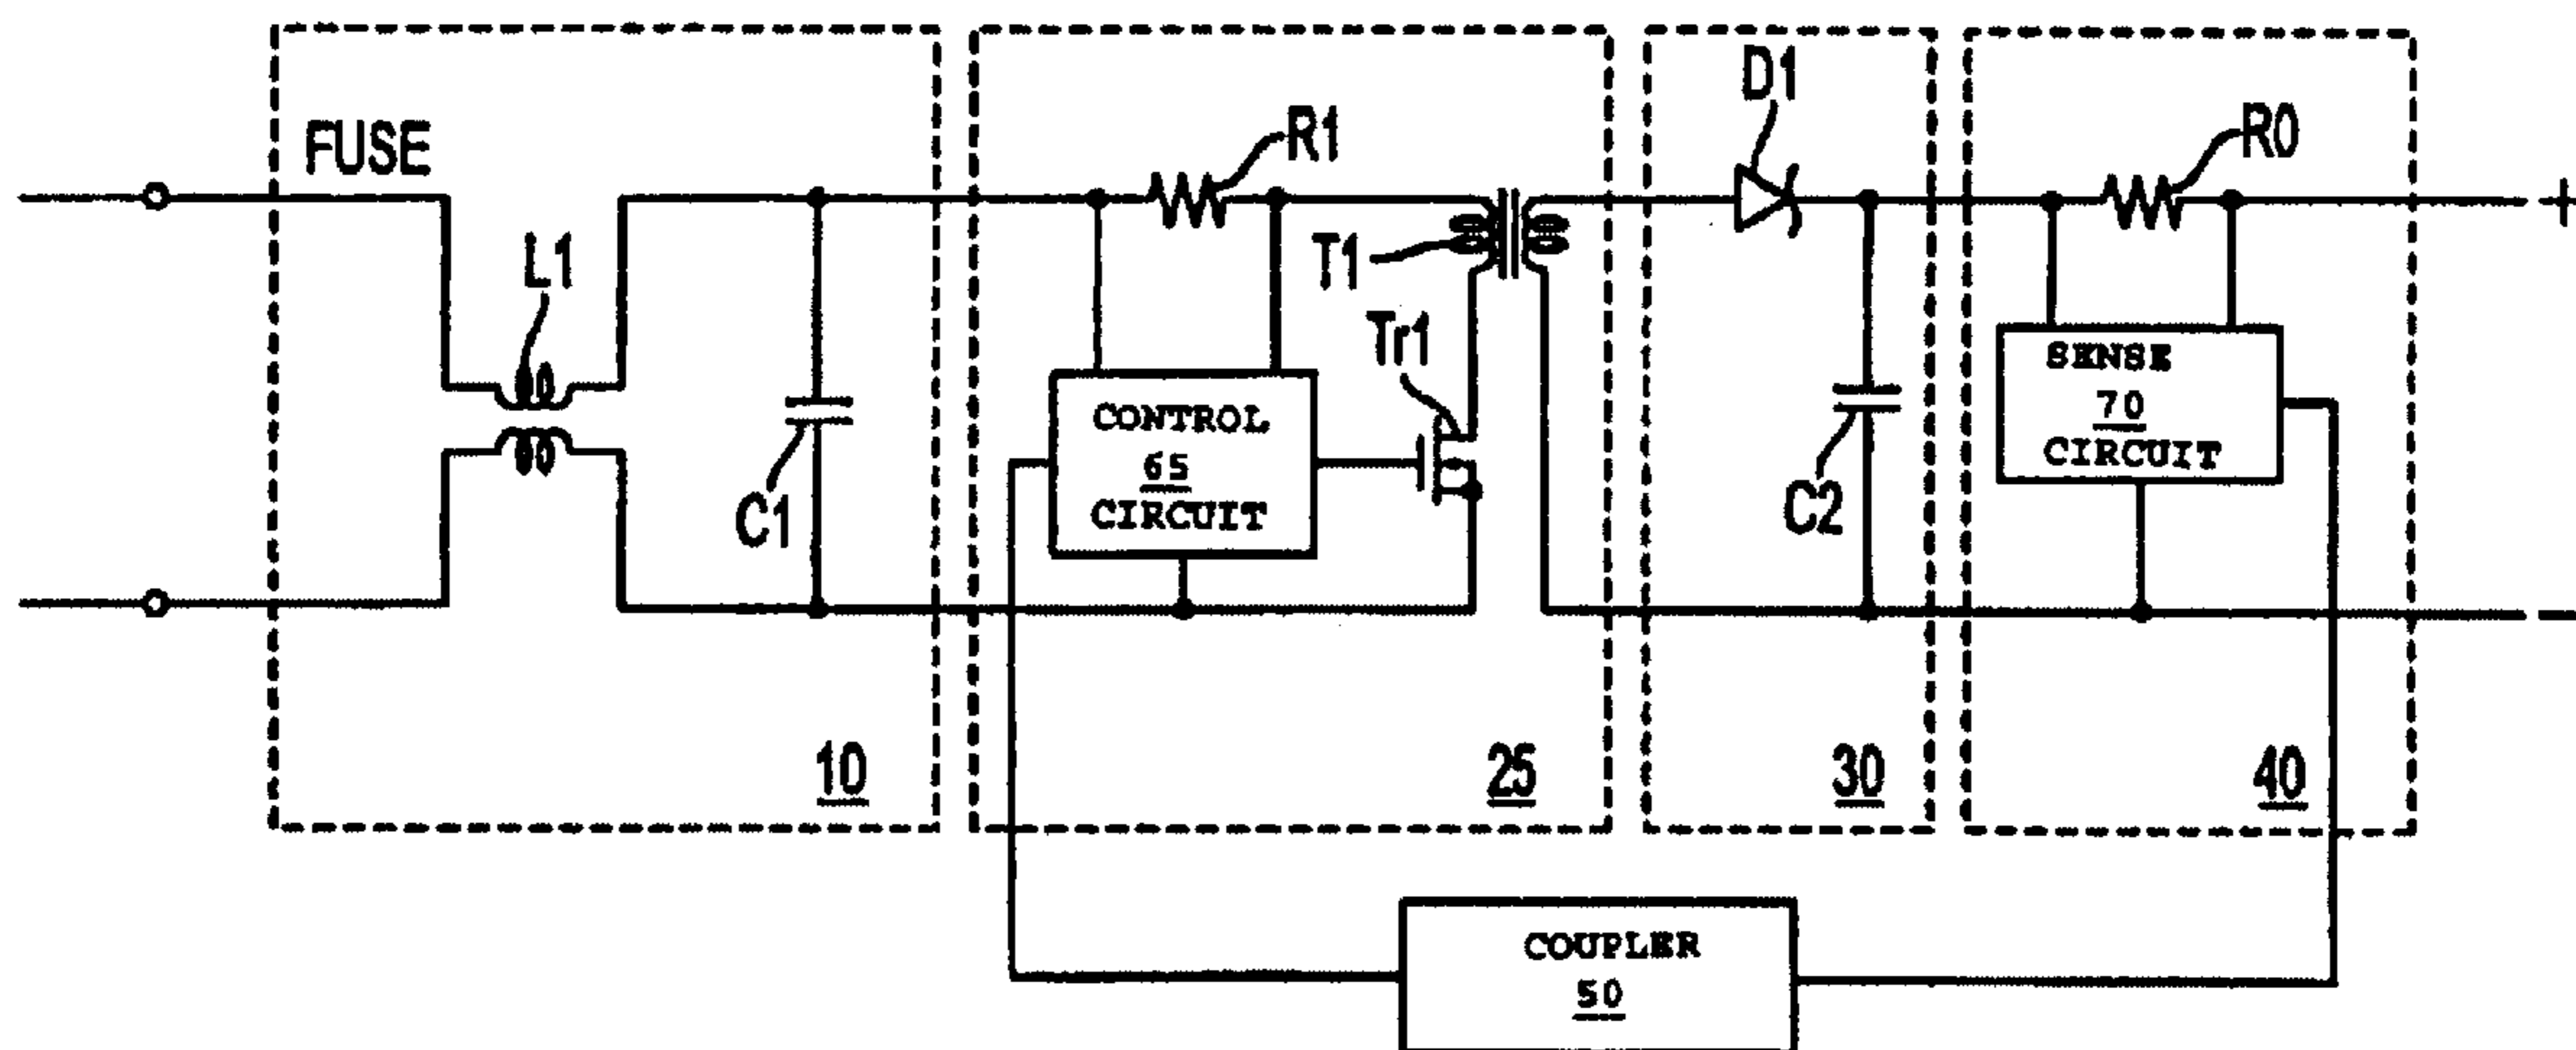 FUSE
L1
C1
10
R1
T1
Tr1
CONTROL
65
CIRCUIT
25
D1
C2
30
R0
SENSE
70
CIRCUIT
40
+
−
COUPLER
50